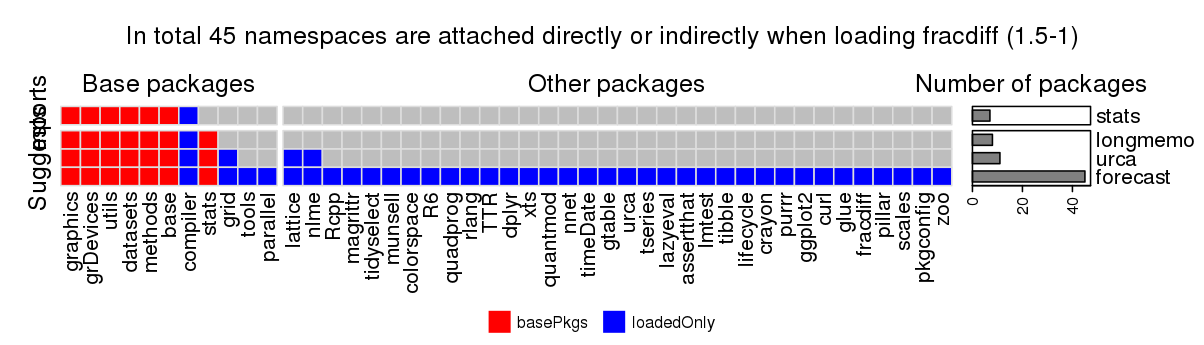 In total 45 namespaces are attached directly or indirectly when loading fracdiff (1.5-1)
Base packages
Other packages
Number of packages
Imports
Suggests
stats
longmemo
urca
forecast
0
20
40
graphics
grDevices
utils
datasets
methods
base
compiler
stats
grid
tools
parallel
lattice
nlme
Rcpp
magrittr
tidyselect
munsell
colorspace
R6
quadprog
rlang
TTR
dplyr
xts
quantmod
nnet
timeDate
gtable
urca
tseries
lazyeval
assertthat
lmtest
tibble
lifecycle
crayon
purrr
ggplot2
curl
glue
fracdiff
pillar
scales
pkgconfig
zoo
basePkgs
loadedOnly